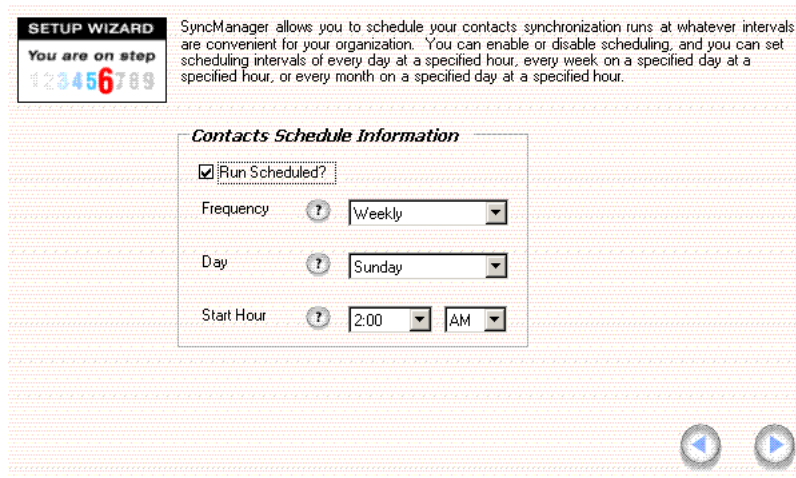 SETUP WIZARD
You are on step
123456789
SyncManager allows you to schedule your contacts synchronization runs at whatever intervals
are convenient for your organization.  You can enable or disable scheduling, and you can set
scheduling intervals of every day at a specified hour, every week on a specified day at a
specified hour, or every month on a specified day at a specified hour.
Contacts Schedule Information
Run Scheduled?
Frequency ? Weekly
Day ? Sunday
Start Hour ? 2:00 AM